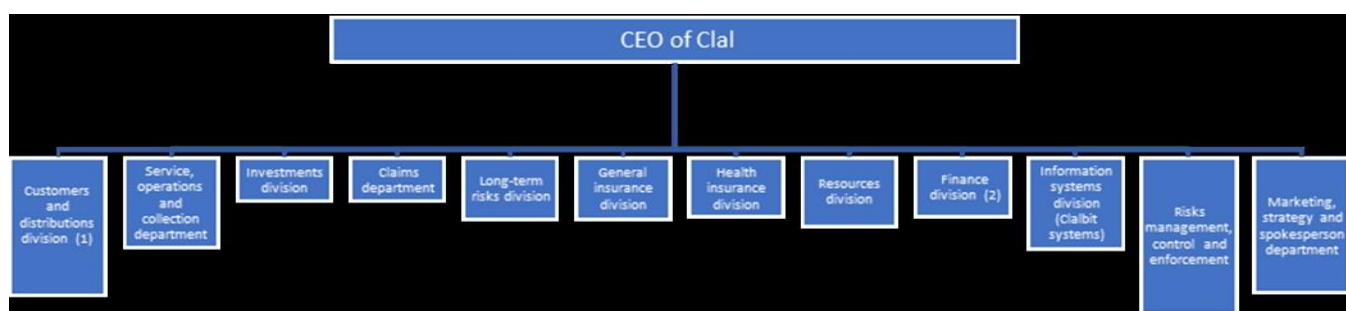 CEO of Clal
Customers
and
distributions
division (1)
Service,
operations
and
collection
department
Investments
division
Claims
department
Long-term
risks division
General
insurance
division
Health
insurance
division
Resources
division
Finance
division (2)
Information
systems
division
(Clalbit
systems)
Risks
management,
control and
enforcement
Marketing,
strategy and
spokesperson
department